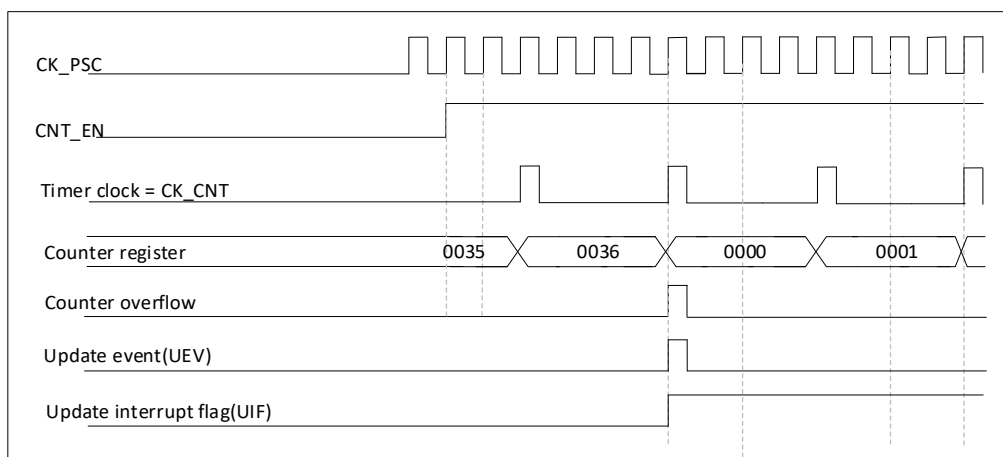 CK_PSC
CNT_EN
Timer clock = CK_CNT
Counter register 0035 0036 0000 0001
Counter overflow
Update event(UEV)
Update interrupt flag(UIF)